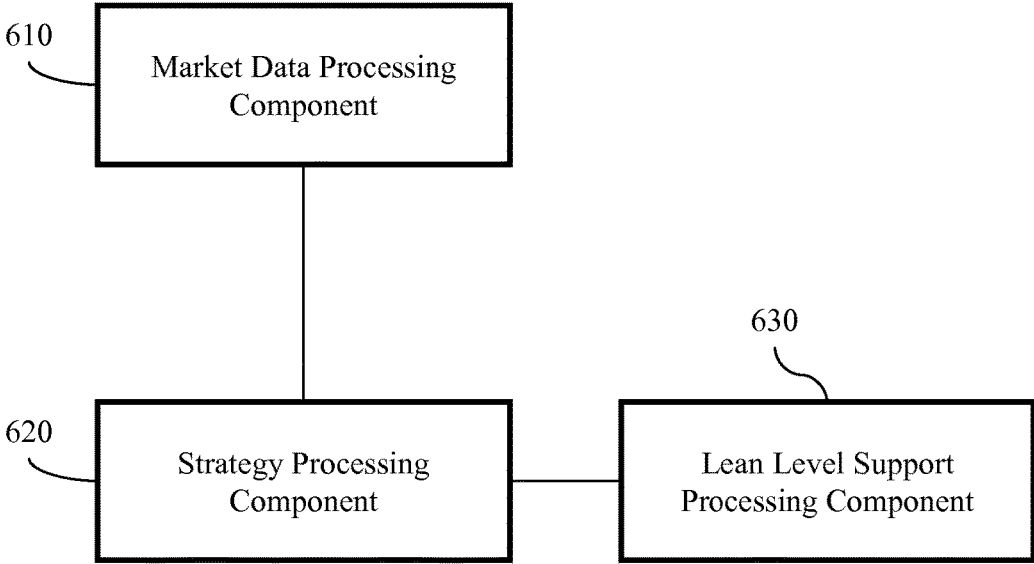 610
Market Data Processing
Component
630
620
Strategy Processing
Component
Lean Level Support
Processing Component